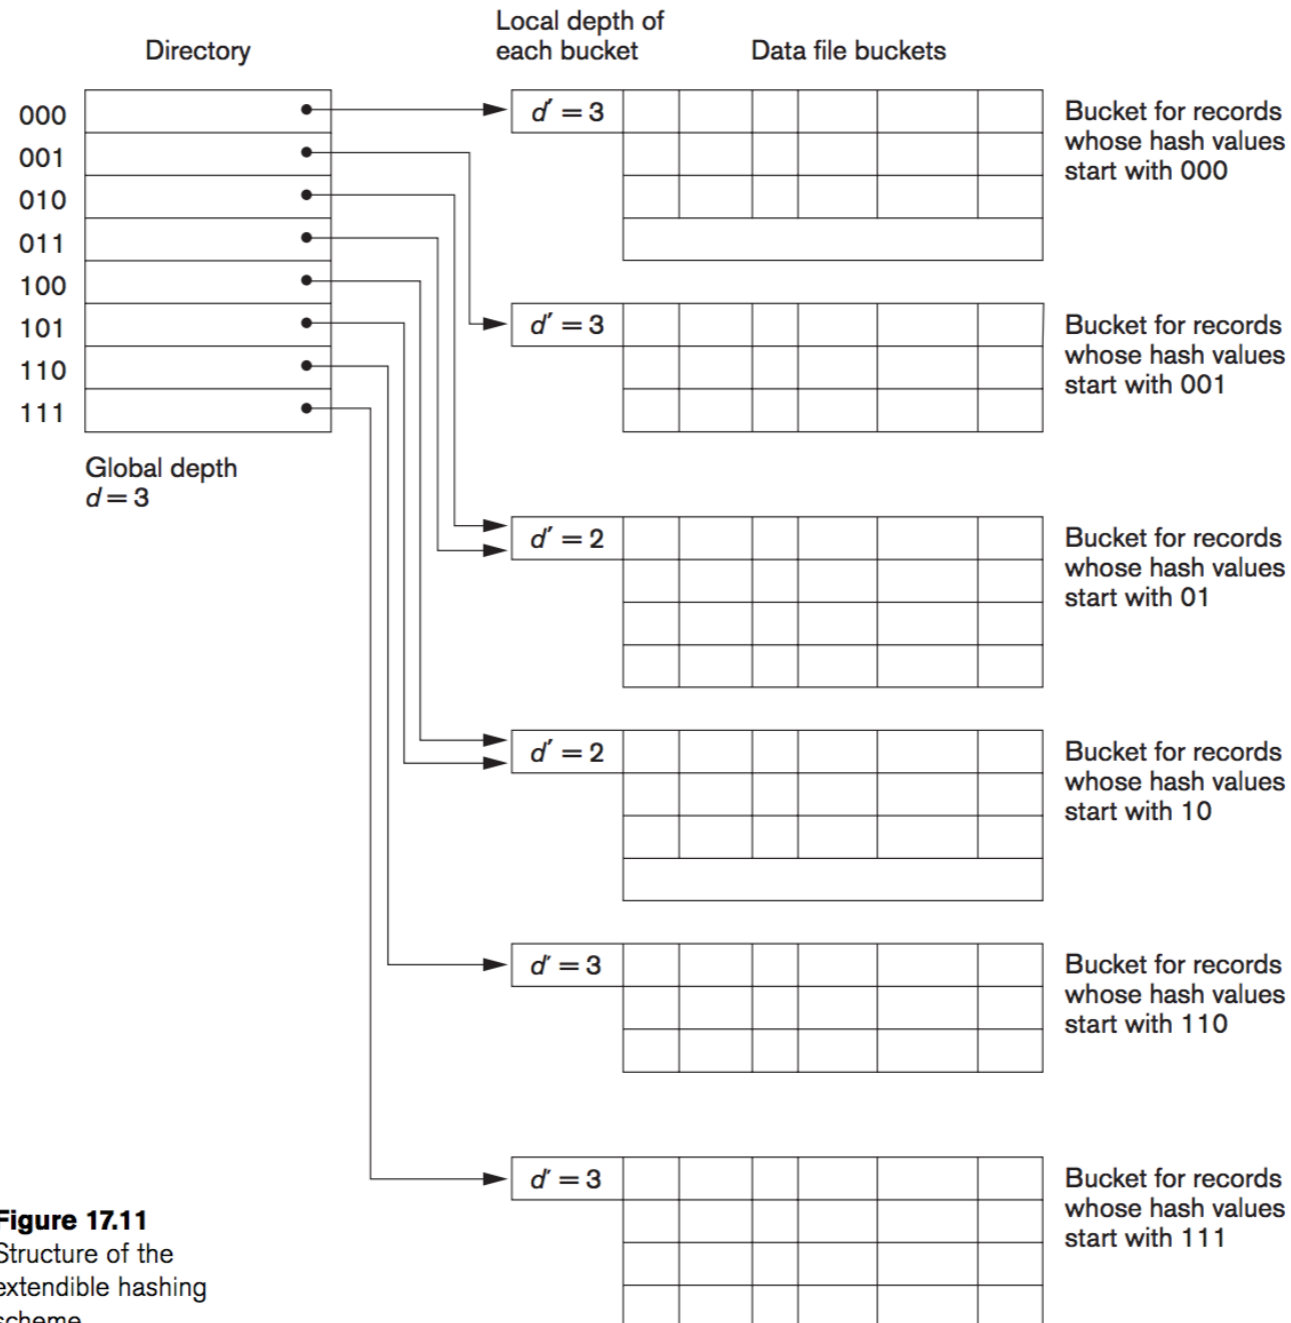 Directory
Local depth of
each bucket
Data file buckets
000
001
010
011
100
101
110
111
Global depth
d = 3
d′ = 3
Bucket for records
whose hash values
start with 000
d′ = 3
Bucket for records
whose hash values
start with 001
d′ = 2
Bucket for records
whose hash values
start with 01
d′ = 2
Bucket for records
whose hash values
start with 10
d′ = 3
Bucket for records
whose hash values
start with 110
d′ = 3
Bucket for records
whose hash values
start with 111
Figure 17.11
Structure of the
extendible hashing
scheme